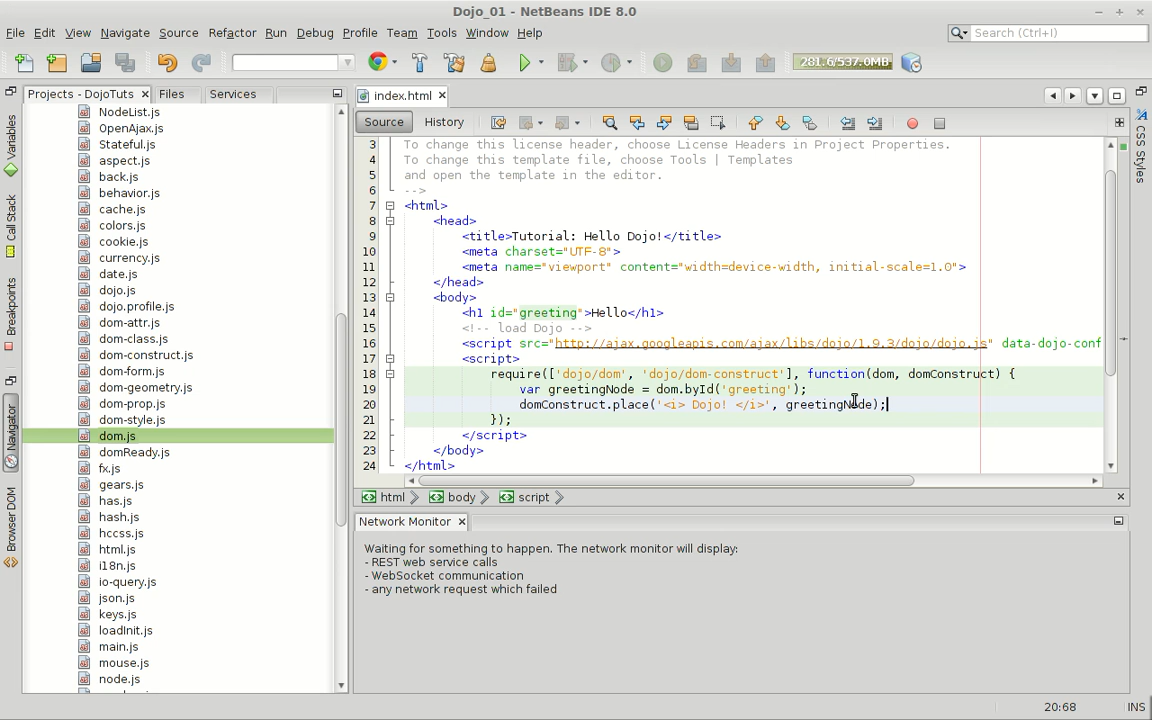 Dojo_01 - NetBeans IDE 8.0
File Edit View Navigate Source Refactor Run Debug Profile Team Tools Window Help
Search (Ctrl+I)
281.6/537.0MB
Projects - DojoTuts
Files
Services
NodeList.js
OpenAjax.js
Stateful.js
aspect.js
back.js
behavior.js
cache.js
colors.js
cookie.js
currency.js
date.js
dojo.js
dojo.profile.js
dom-attr.js
dom-class.js
dom-construct.js
dom-form.js
dom-geometry.js
dom-prop.js
dom-style.js
dom.js
domReady.js
fx.js
gears.js
has.js
hash.js
hccss.js
html.js
i18n.js
io-query.js
json.js
keys.js
loadInit.js
main.js
mouse.js
node.js
Variables
Call Stack
Breakpoints
Navigator
Browser DOM
index.html
Source
History
3 To change this license header, choose License Headers in Project Properties.
4 To change this template file, choose Tools | Templates
5 and open the template in the editor.
6 -->
7 <html>
8 <head>
9 <title>Tutorial: Hello Dojo!</title>
10 <meta charset="UTF-8">
11 <meta name="viewport" content="width=device-width, initial-scale=1.0">
12 </head>
13 <body>
14 <h1 id="greeting">Hello</h1>
15 <!-- load Dojo -->
16 <script src="http://ajax.googleapis.com/ajax/libs/dojo/1.9.3/dojo/dojo.js" data-dojo-conf
17 <script>
18 require(['dojo/dom', 'dojo/dom-construct'], function(dom, domConstruct) {
19 var greetingNode = dom.byId('greeting');
20 domConstruct.place('<i> Dojo! </i>', greetingNode);
21 });
22 </script>
23 </body>
24 </html>
html
body
script
Network Monitor
Waiting for something to happen. The network monitor will display:
- REST web service calls
- WebSocket communication
- any network request which failed
CSS Styles
20:68
INS